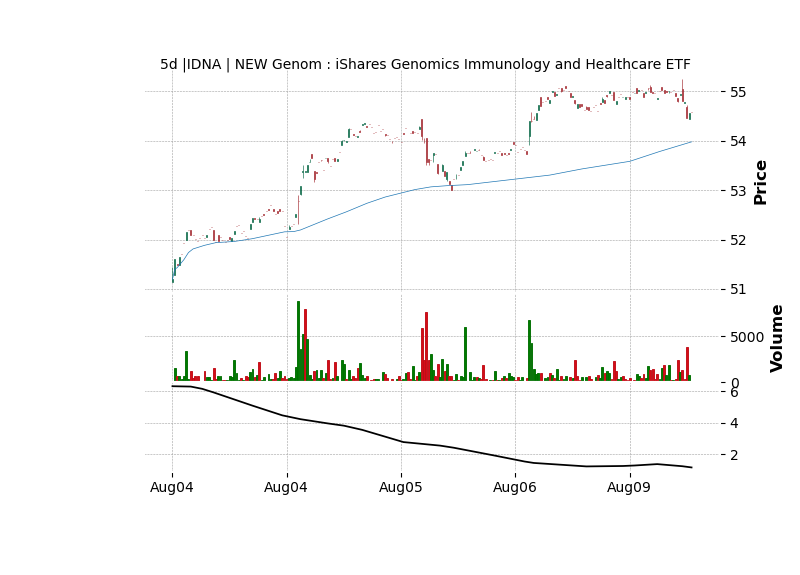 5d |IDNA | NEW Genom : iShares Genomics Immunology and Healthcare ETF
55
54
53
52
51
Price
5000
0
Volume
6
4
2
Aug04
Aug04
Aug05
Aug06
Aug09